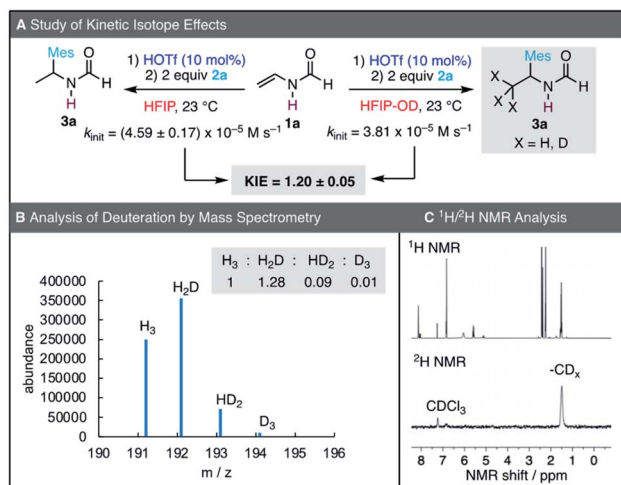 A Study of Kinetic Isotope Effects
Mes
O
N
H
H
3a
1) HOTf (10 mol%)
2) 2 equiv 2a
HFIP, 23 °C
k_init = (4.59 ± 0.17) x 10⁻⁵ M s⁻¹
O
N
H
H
1a
1) HOTf (10 mol%)
2) 2 equiv 2a
HFIP-OD, 23 °C
k_init = 3.81 x 10⁻⁵ M s⁻¹
Mes
O
X
X
X
N
H
H
3a
X = H, D
KIE = 1.20 ± 0.05
B Analysis of Deuteration by Mass Spectrometry
H₃ : H₂D : HD₂ : D₃
1 1.28 0.09 0.01
abundance
400000
350000
300000
250000
200000
150000
100000
50000
0
H₃
H₂D
HD₂
D₃
190 191 192 193 194 195 196
m / z
C ¹H/²H NMR Analysis
¹H NMR
²H NMR
-CDₓ
CDCl₃
8 7 6 5 4 3 2 1 0
NMR shift / ppm